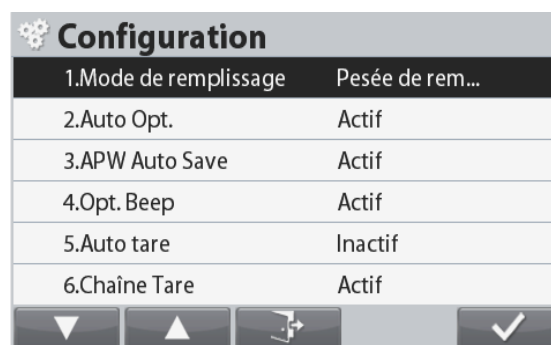 Configuration
1.Mode de remplissage Pesée de rem...
2.Auto Opt. Actif
3.APW Auto Save Actif
4.Opt. Beep Actif
5.Auto tare Inactif
6.Chaîne Tare Actif